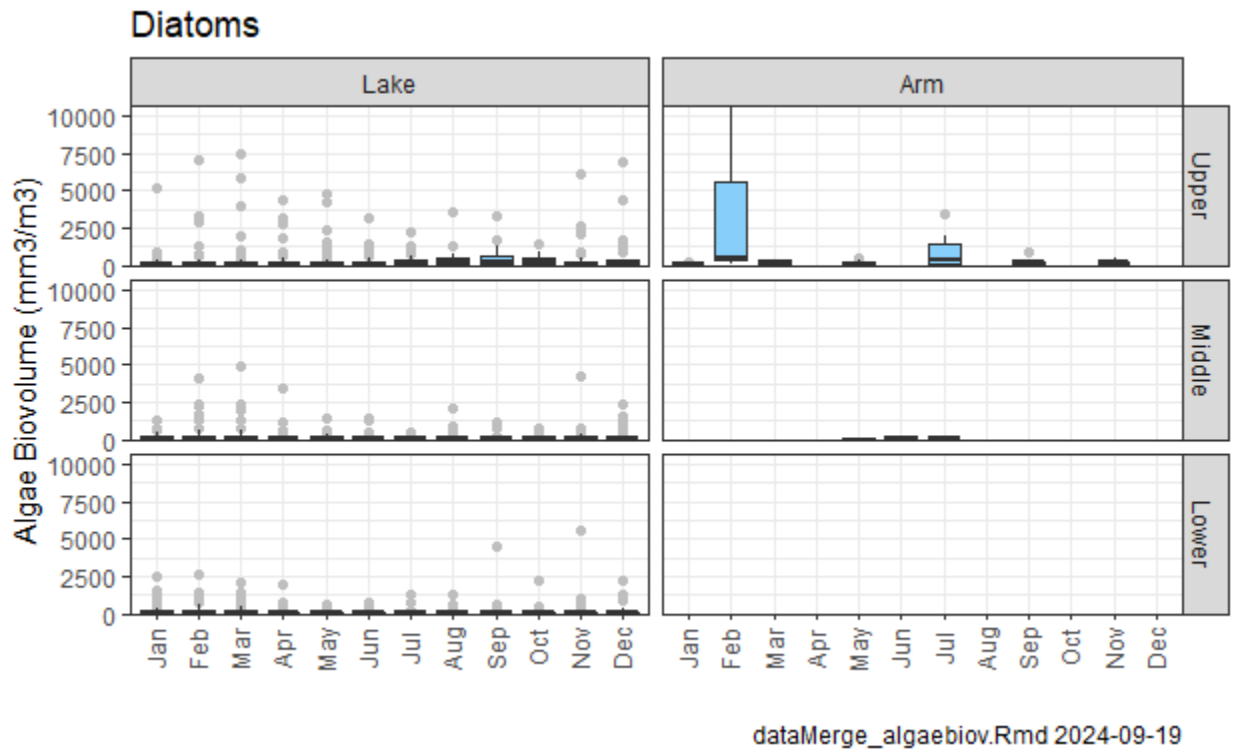 Diatoms
Lake Arm
Algae Biovolume (mm3/m3)
10000
7500
5000
2500
0
Upper
10000
7500
5000
2500
0
Middle
10000
7500
5000
2500
0
Lower
Jan Feb Mar Apr May Jun Jul Aug Sep Oct Nov Dec Jan Feb Mar Apr May Jun Jul Aug Sep Oct Nov Dec
dataMerge_algaebiov.Rmd 2024-09-19